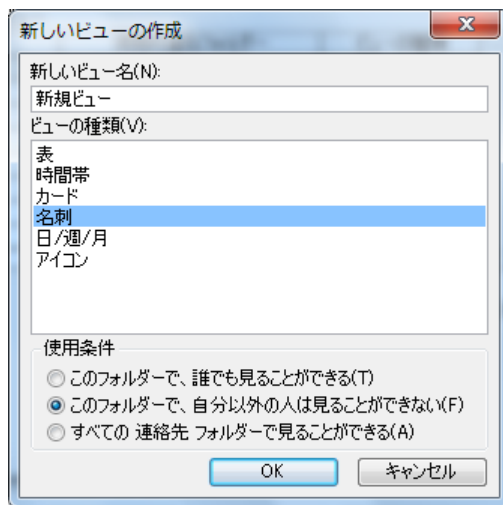 新しいビューの作成
新しいビュー名(N):
新規ビュー
ビューの種類(V):
表
時間帯
カード
名刺
日/週/月
アイコン
使用条件
このフォルダーで、誰でも見ることができる(T)
このフォルダーで、自分以外の人は見ることができない(F)
すべての 連絡先 フォルダーで見ることができる(A)
OK キャンセル